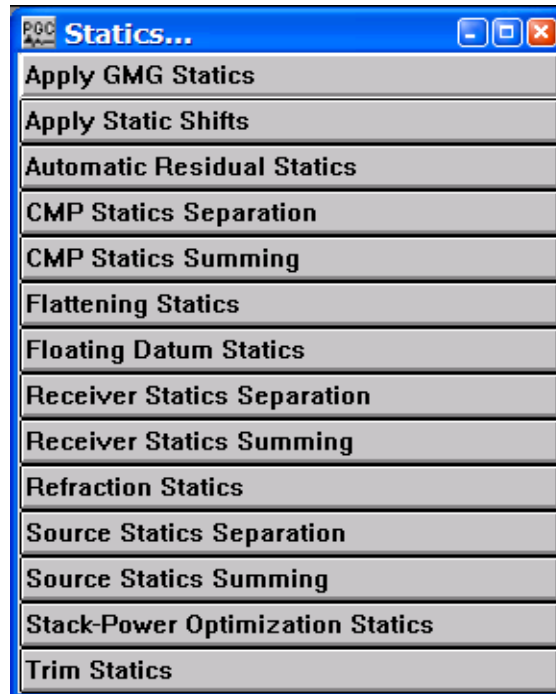 PGC
Statics...
Apply GMG Statics
Apply Static Shifts
Automatic Residual Statics
CMP Statics Separation
CMP Statics Summing
Flattening Statics
Floating Datum Statics
Receiver Statics Separation
Receiver Statics Summing
Refraction Statics
Source Statics Separation
Source Statics Summing
Stack-Power Optimization Statics
Trim Statics